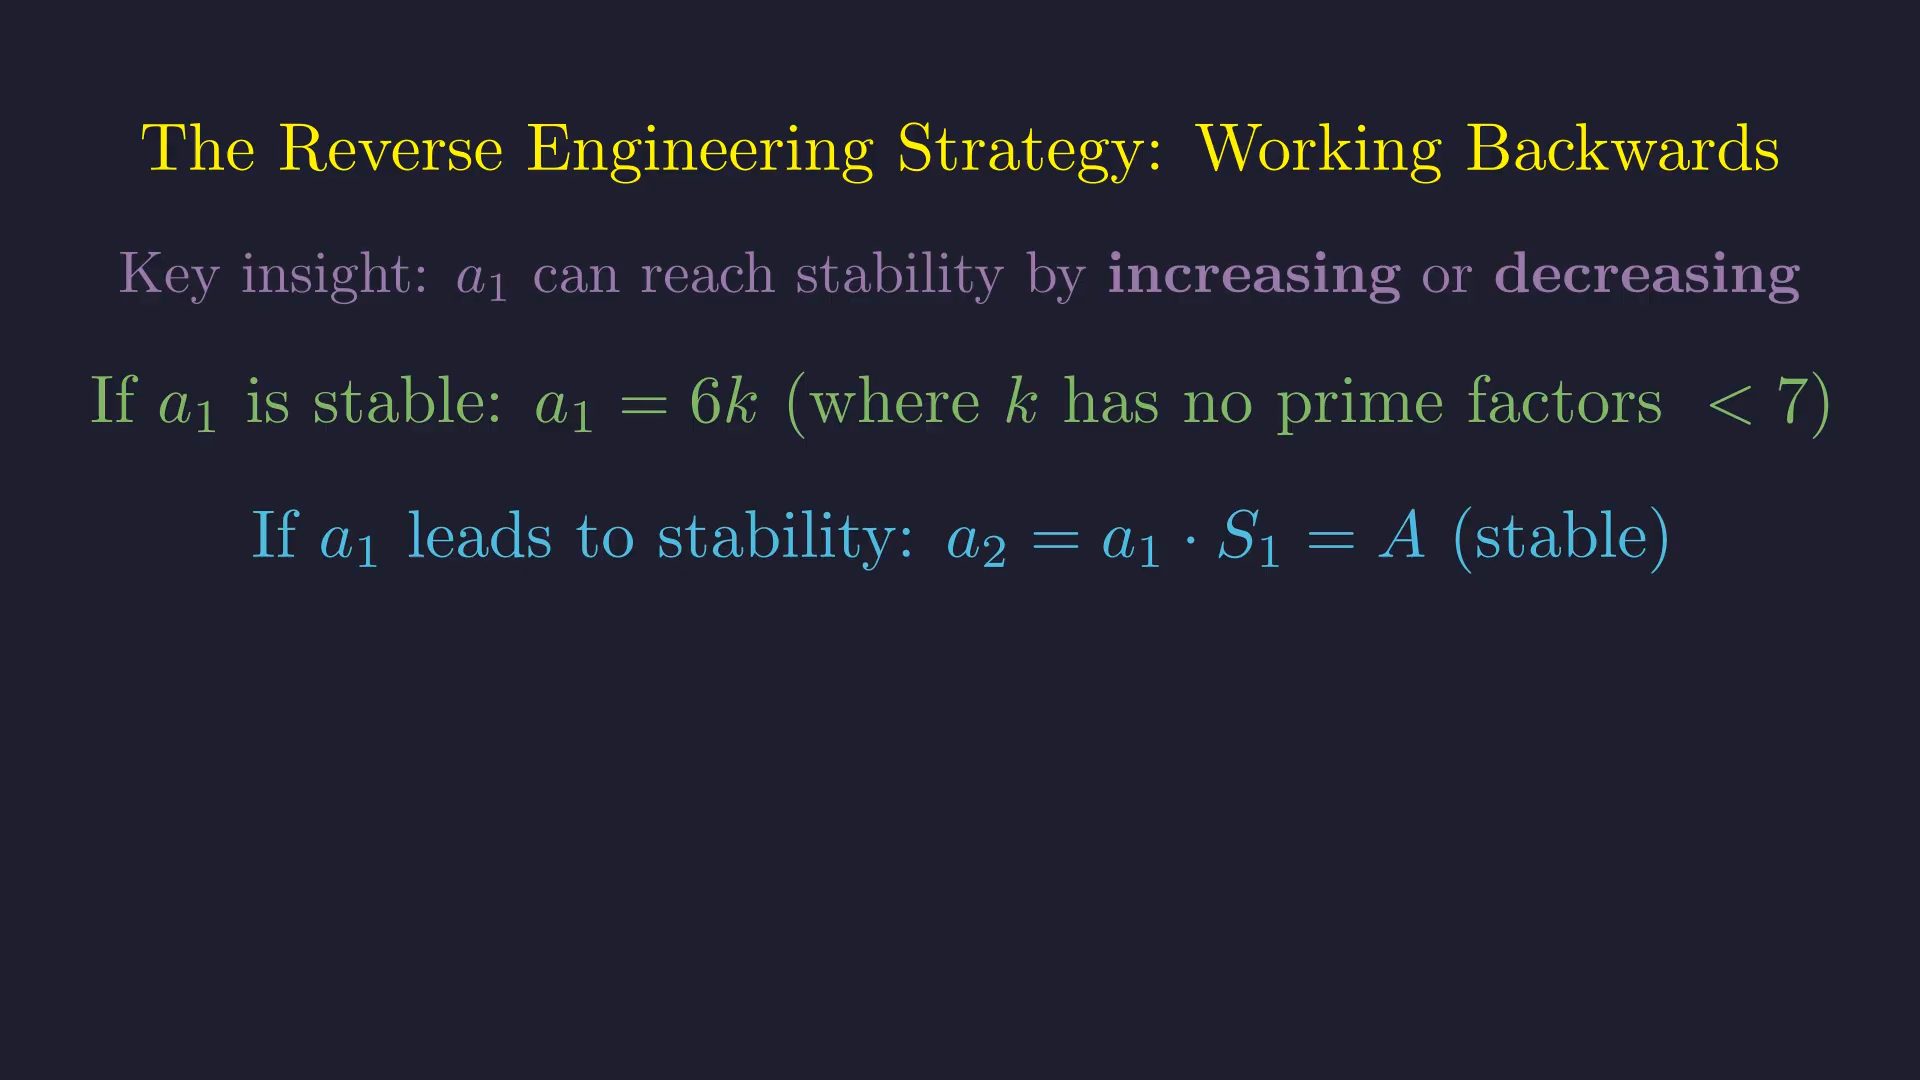 The Reverse Engineering Strategy: Working Backwards
Key insight: a₁ can reach stability by increasing or decreasing
If a₁ is stable: a₁ = 6k (where k has no prime factors < 7)
If a₁ leads to stability: a₂ = a₁ · S₁ = A (stable)